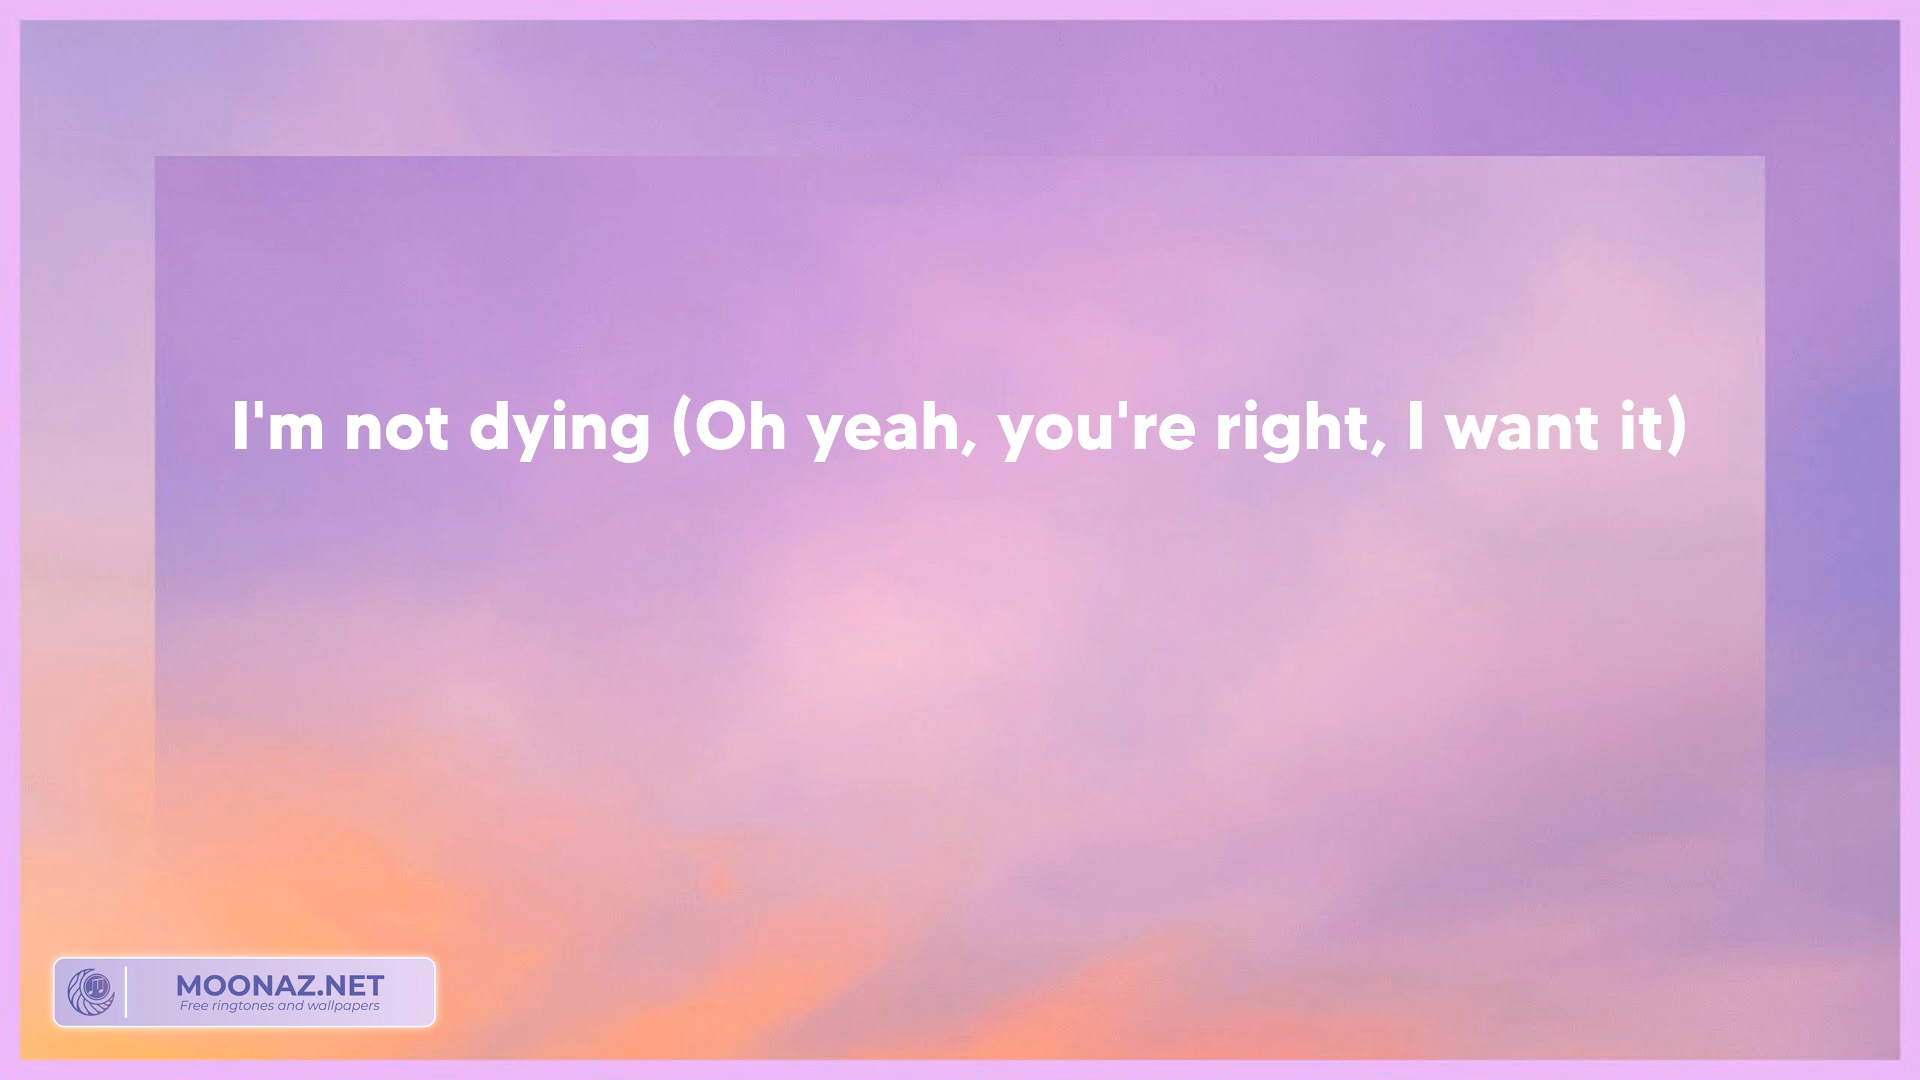 I'm not dying (Oh yeah, you're right, I want it)
MOONAZ.NET
Free ringtones and wallpapers